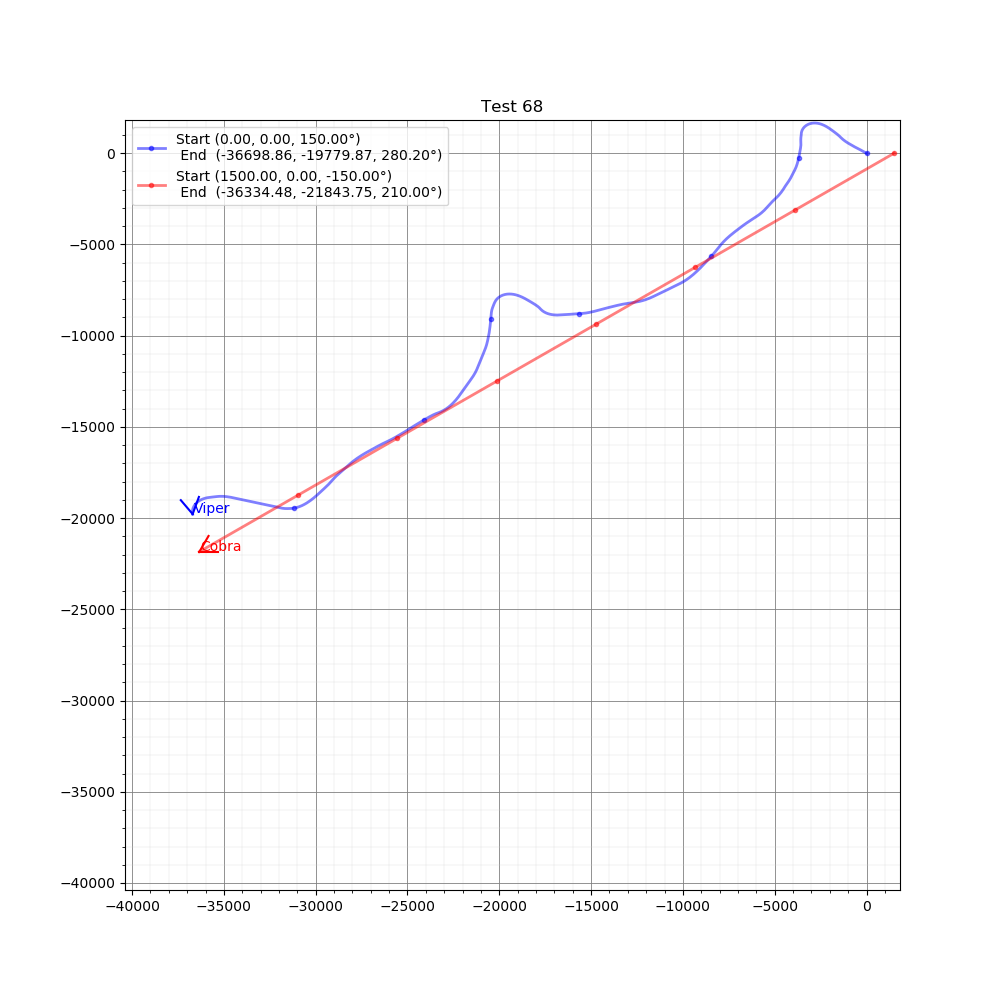 Test 68
Start (0.00, 0.00, 150.00°)
End (-36698.86, -19779.87, 280.20°)
Start (1500.00, 0.00, -150.00°)
End (-36334.48, -21843.75, 210.00°)
0
−5000
−10000
−15000
−20000
−25000
−30000
−35000
−40000
Viper
Cobra
−40000 −35000 −30000 −25000 −20000 −15000 −10000 −5000 0